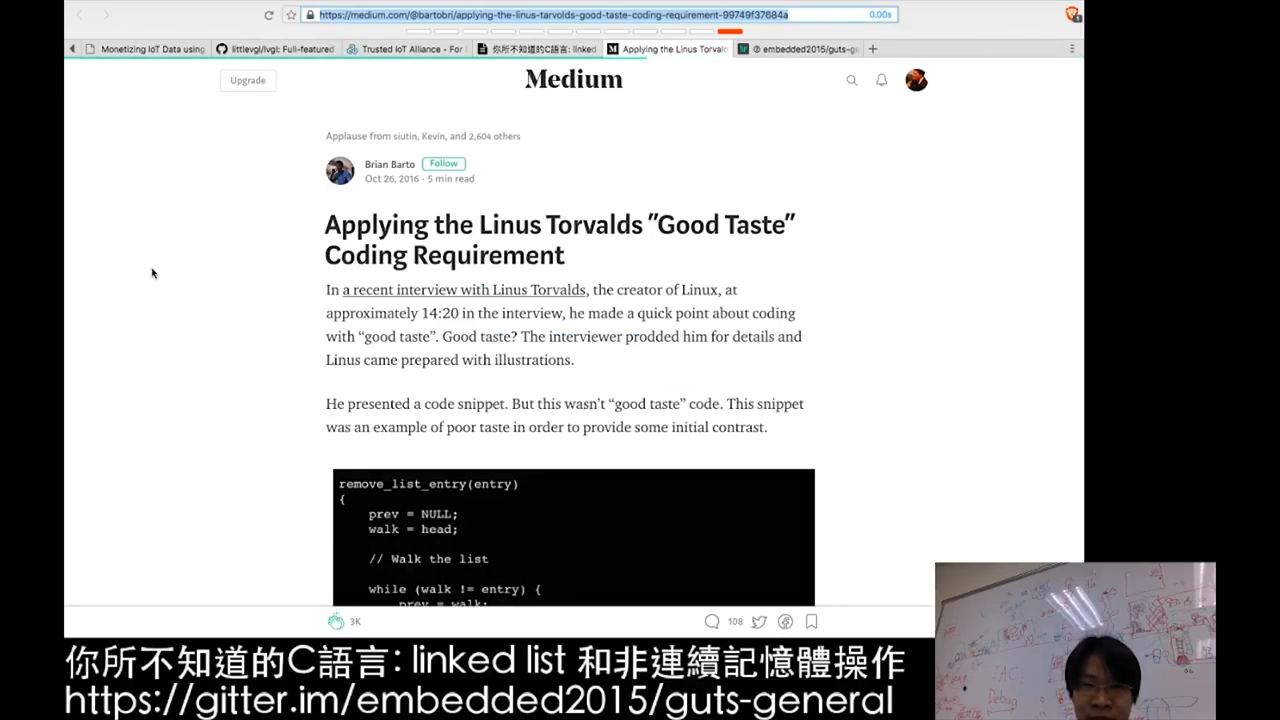 https://medium.com/@bartobri/applying-the-linus-tarvolds-good-taste-coding-requirement-99749f37684a
0.00s
Monetizing IoT Data using
littlevgl/lvgl: Full-featured
Trusted IoT Alliance - For
你所不知道的C語言: linked
Applying the Linus Torvalo
embedded2015/guts-g
Upgrade
Medium
Applause from siutin, Kevin, and 2,604 others
Brian Barto
Follow
Oct 26, 2016 · 5 min read
Applying the Linus Torvalds "Good Taste"
Coding Requirement
In a recent interview with Linus Torvalds, the creator of Linux, at
approximately 14:20 in the interview, he made a quick point about coding
with “good taste”. Good taste? The interviewer prodded him for details and
Linus came prepared with illustrations.
He presented a code snippet. But this wasn’t “good taste” code. This snippet
was an example of poor taste in order to provide some initial contrast.
remove_list_entry(entry)
{
prev = NULL;
walk = head;
// Walk the list
while (walk != entry) {
prev = walk;
3K
108
你所不知道的C語言: linked list 和非連續記憶體操作
https://gitter.im/embedded2015/guts-general
Debug